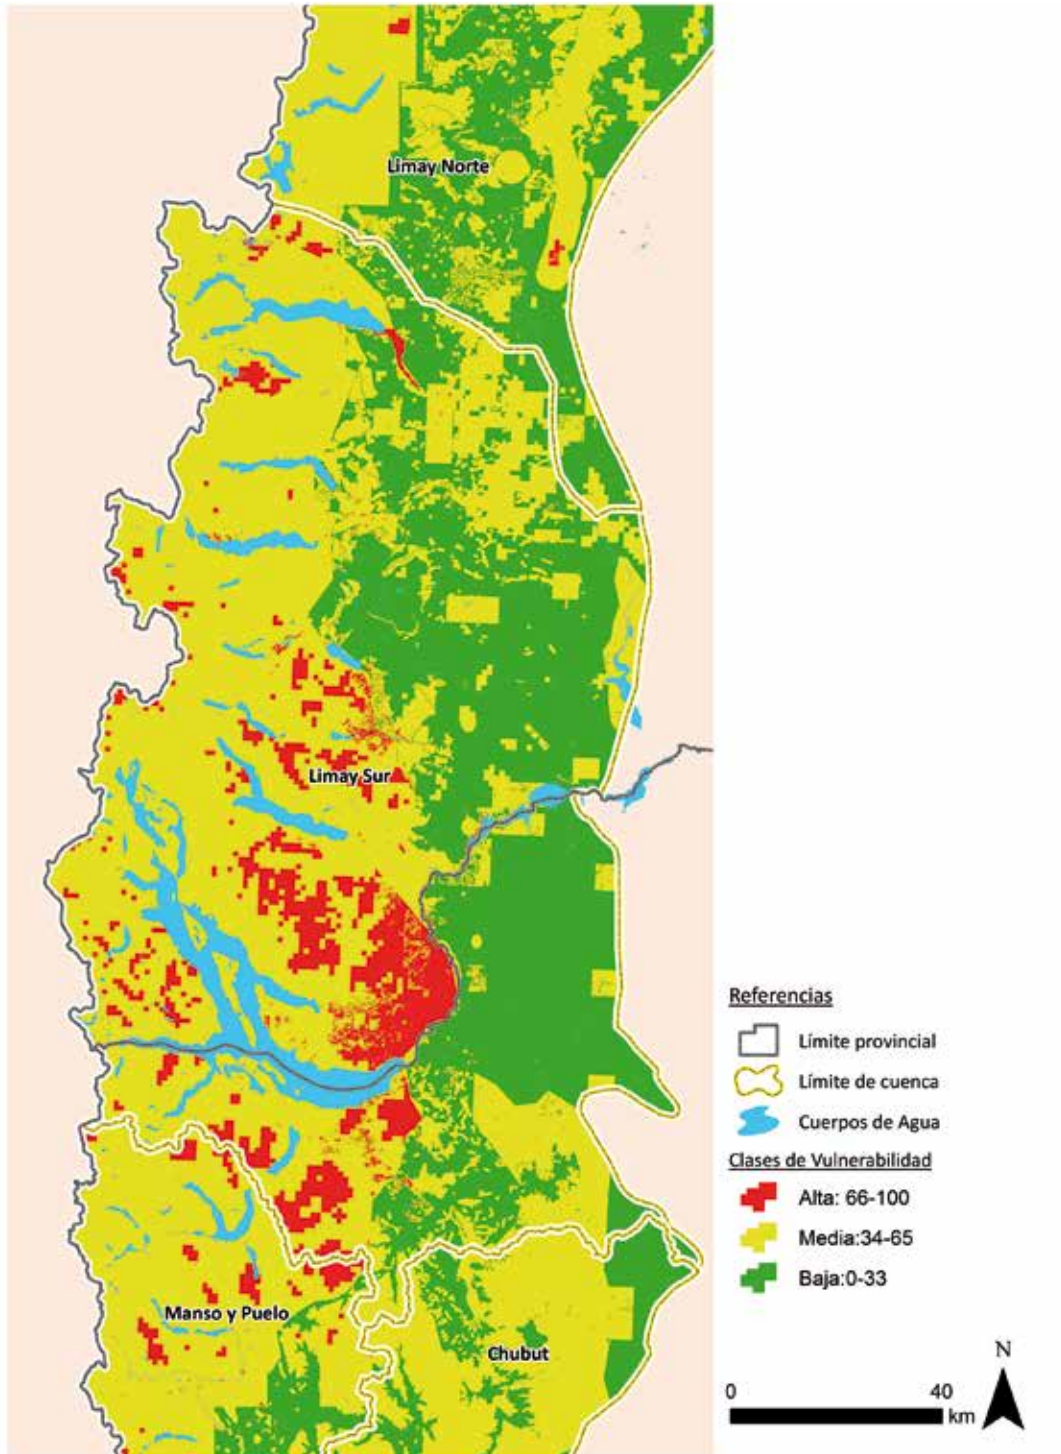 Limay Norte
Limay Sur
Manso y Puelo
Chubut
Referencias
Límite provincial
Límite de cuenca
Cuerpos de Agua
Clases de Vulnerabilidad
Alta: 66-100
Media:34-65
Baja:0-33
N
0 40
km